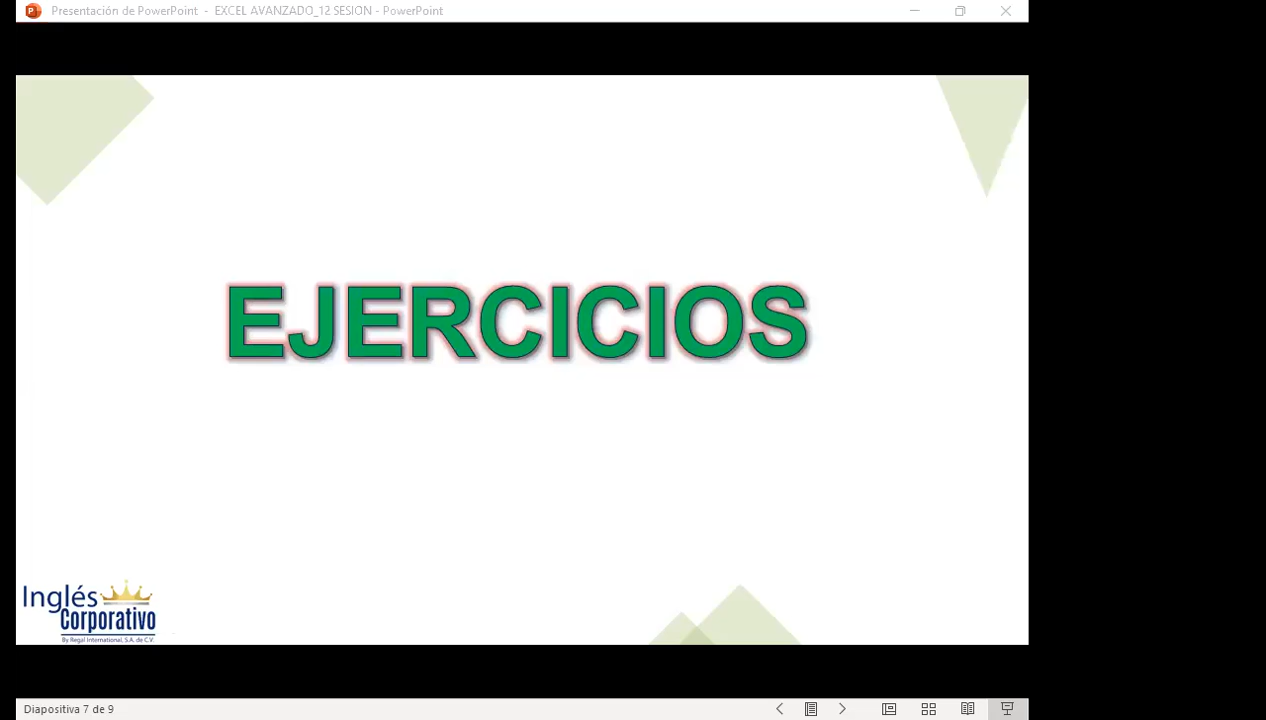 Presentación de PowerPoint - EXCEL AVANZADO_12 SESION - PowerPoint
EJERCICIOS
Inglés
Corporativo
By Regal International, S.A. de C.V.
Diapositiva 7 de 9